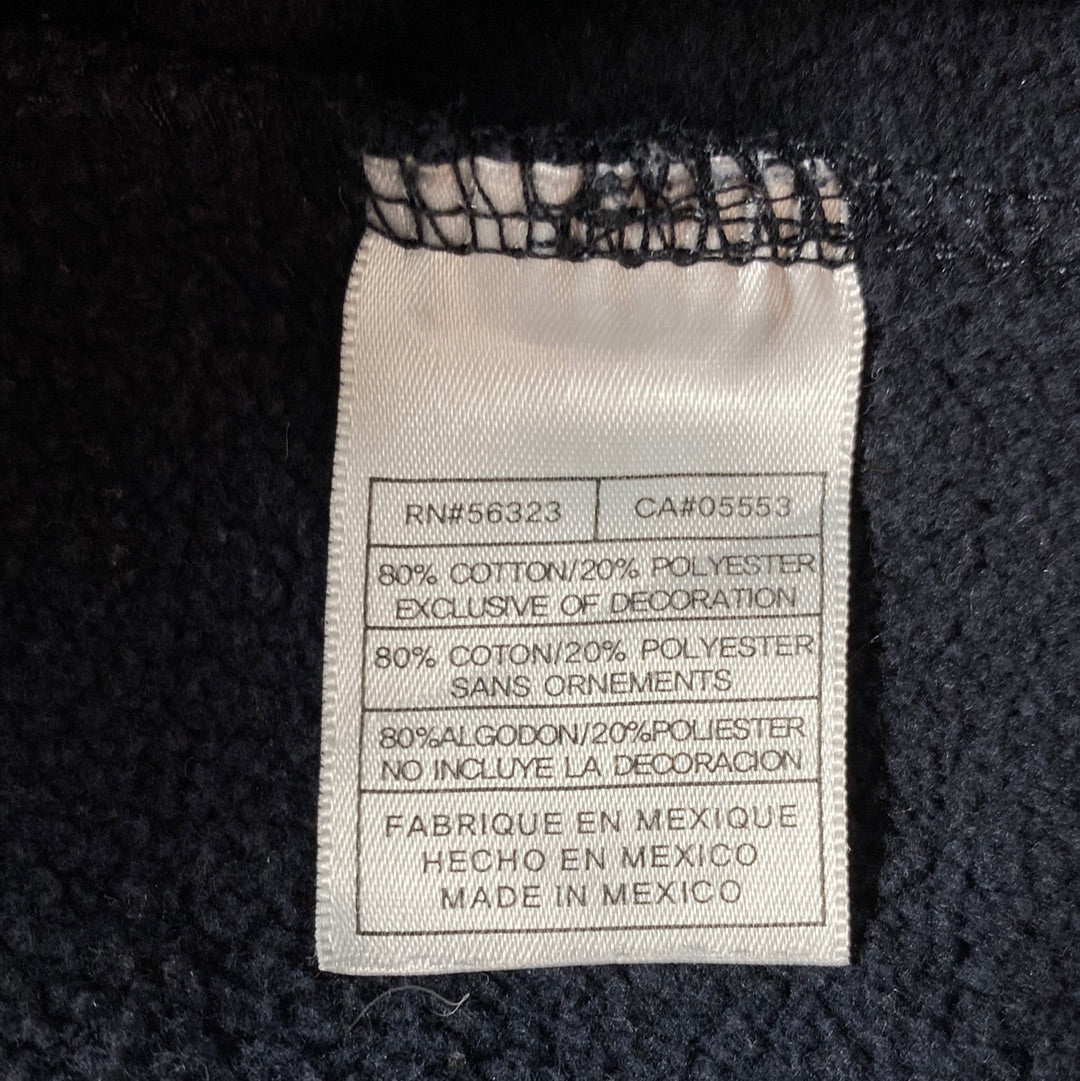 RN#56323 CA#05553
80% COTTON/20% POLYESTER
EXCLUSIVE OF DECORATION
80% COTON/20% POLYESTER
SANS ORNEMENTS
80%ALGODON/20%POLIESTER
NO INCLUYE LA DECORACION
FABRIQUE EN MEXIQUE
HECHO EN MEXICO
MADE IN MEXICO